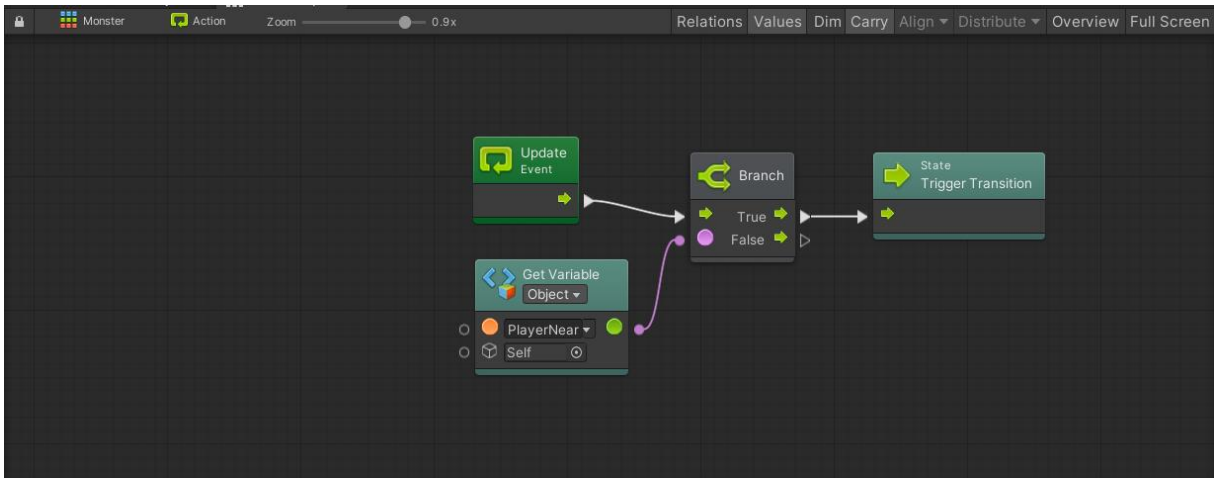 Monster Action Zoom 0.9x Relations Values Dim Carry Align Distribute Overview Full Screen
Update
Event
Branch
True
False
State
Trigger Transition
Get Variable
Object
PlayerNear
Self